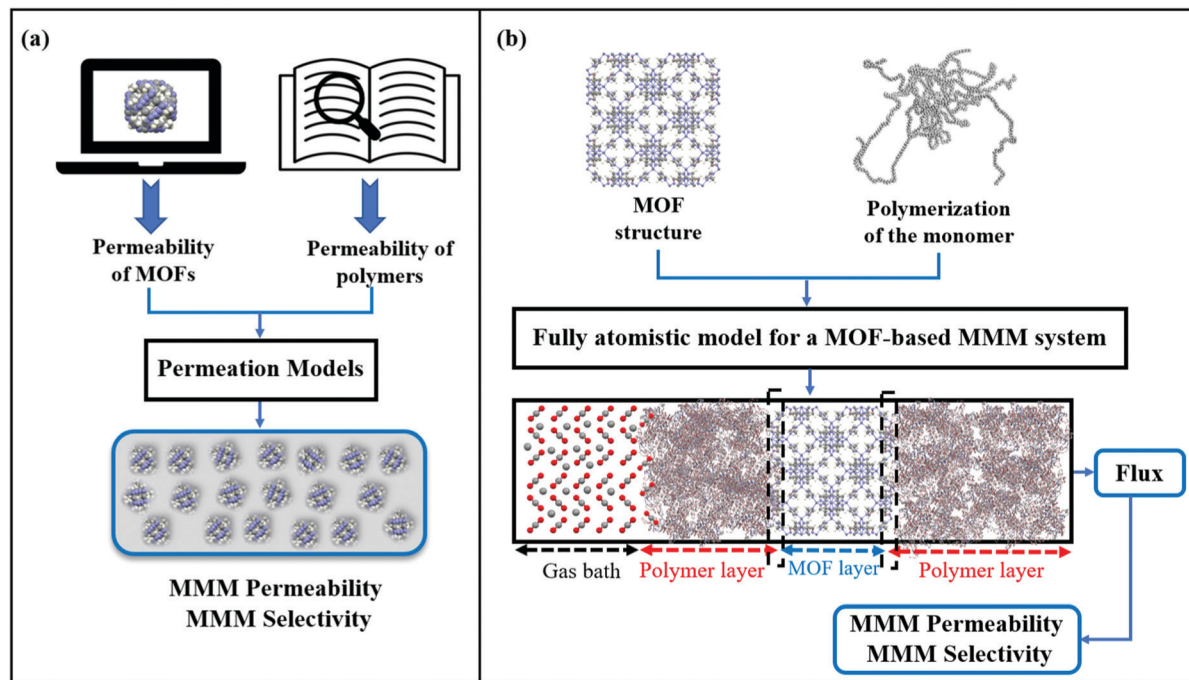 (a)
Permeability
of MOFs
Permeability of
polymers
Permeation Models
MMM Permeability
MMM Selectivity
(b)
MOF
structure
Polymerization
of the monomer
Fully atomistic model for a MOF-based MMM system
Gas bath
Polymer layer
MOF layer
Polymer layer
Flux
MMM Permeability
MMM Selectivity